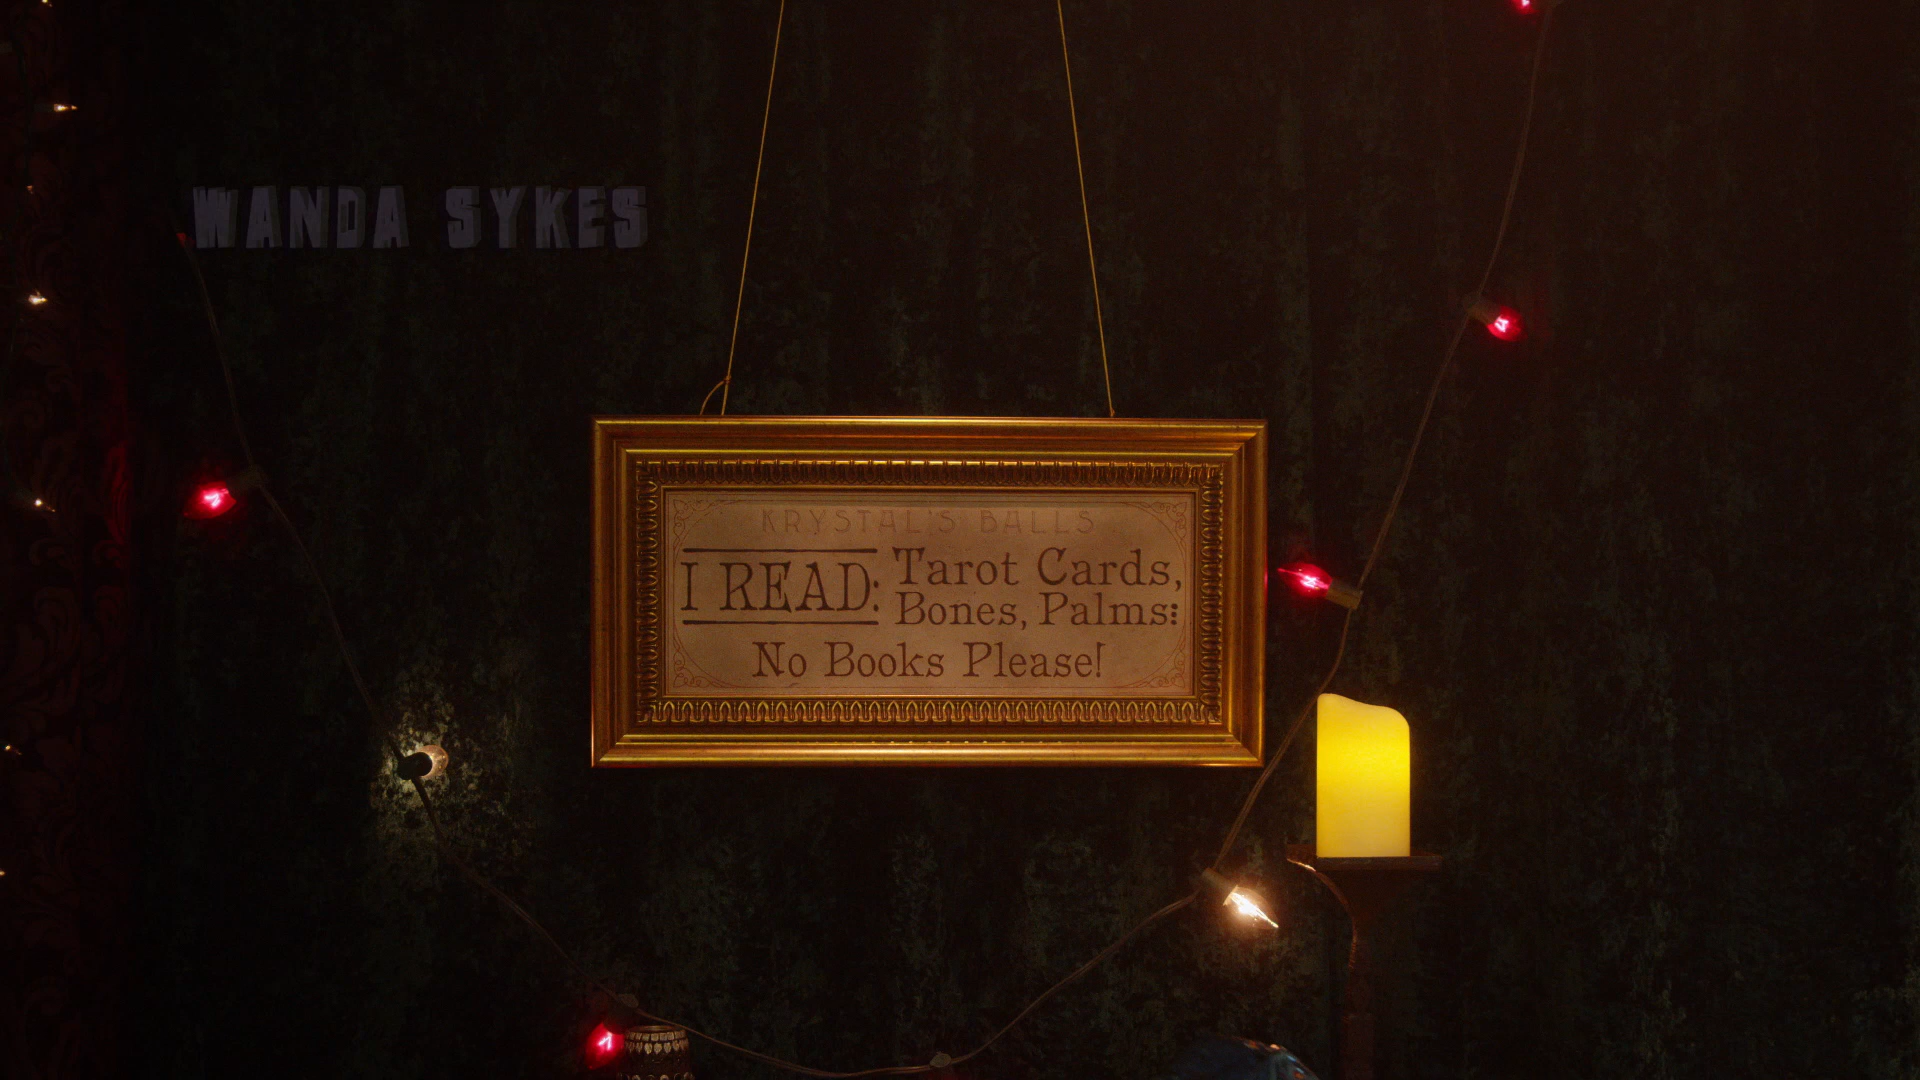 WANDA SYKES
KRYSTAL'S BALLS
I READ: Tarot Cards,
Bones, Palms:
No Books Please!